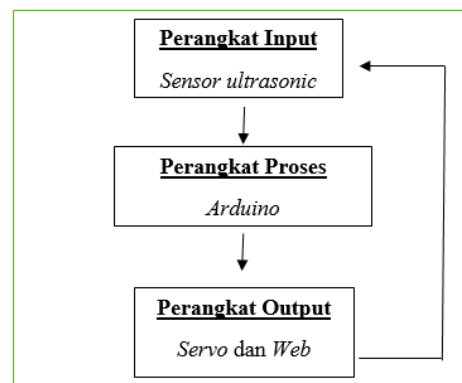 Perangkat Input
Sensor ultrasonic
Perangkat Proses
Arduino
Perangkat Output
Servo dan Web